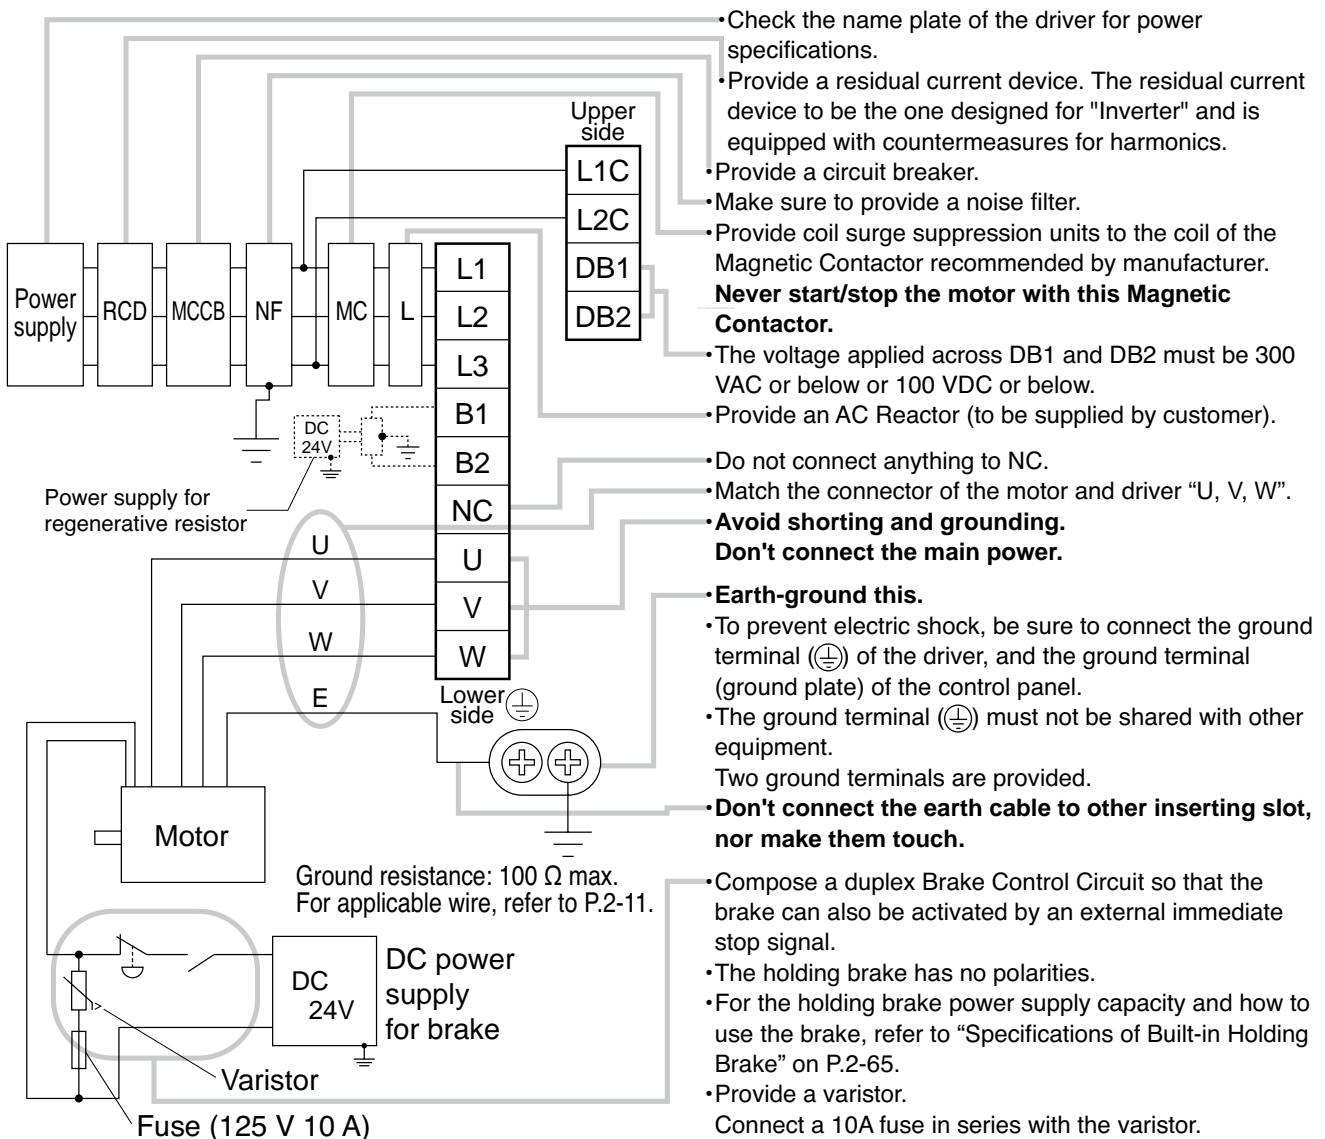 •Check the name plate of the driver for power
specifications.
•Provide a residual current device. The residual current
device to be the one designed for "Inverter" and is
equipped with countermeasures for harmonics.
•Provide a circuit breaker.
•Make sure to provide a noise filter.
•Provide coil surge suppression units to the coil of the
Magnetic Contactor recommended by manufacturer.
Never start/stop the motor with this Magnetic
Contactor.
•The voltage applied across DB1 and DB2 must be 300
VAC or below or 100 VDC or below.
•Provide an AC Reactor (to be supplied by customer).
•Do not connect anything to NC.
•Match the connector of the motor and driver “U, V, W”.
•Avoid shorting and grounding.
Don't connect the main power.
•Earth-ground this.
•To prevent electric shock, be sure to connect the ground
terminal (⏚) of the driver, and the ground terminal
(ground plate) of the control panel.
•The ground terminal (⏚) must not be shared with other
equipment.
Two ground terminals are provided.
•Don't connect the earth cable to other inserting slot,
nor make them touch.
•Compose a duplex Brake Control Circuit so that the
brake can also be activated by an external immediate
stop signal.
•The holding brake has no polarities.
•For the holding brake power supply capacity and how to
use the brake, refer to “Specifications of Built-in Holding
Brake” on P.2-65.
•Provide a varistor.
Connect a 10A fuse in series with the varistor.
Upper
side
L1C
L2C
DB1
DB2
Power
supply
RCD
MCCB
NF
MC
L
L1
L2
L3
B1
B2
NC
U
V
W
Lower
side
DC
24V
Power supply for
regenerative resistor
U
V
W
E
Motor
Ground resistance: 100 Ω max.
For applicable wire, refer to P.2-11.
DC
24V
DC power
supply
for brake
Varistor
Fuse (125 V 10 A)